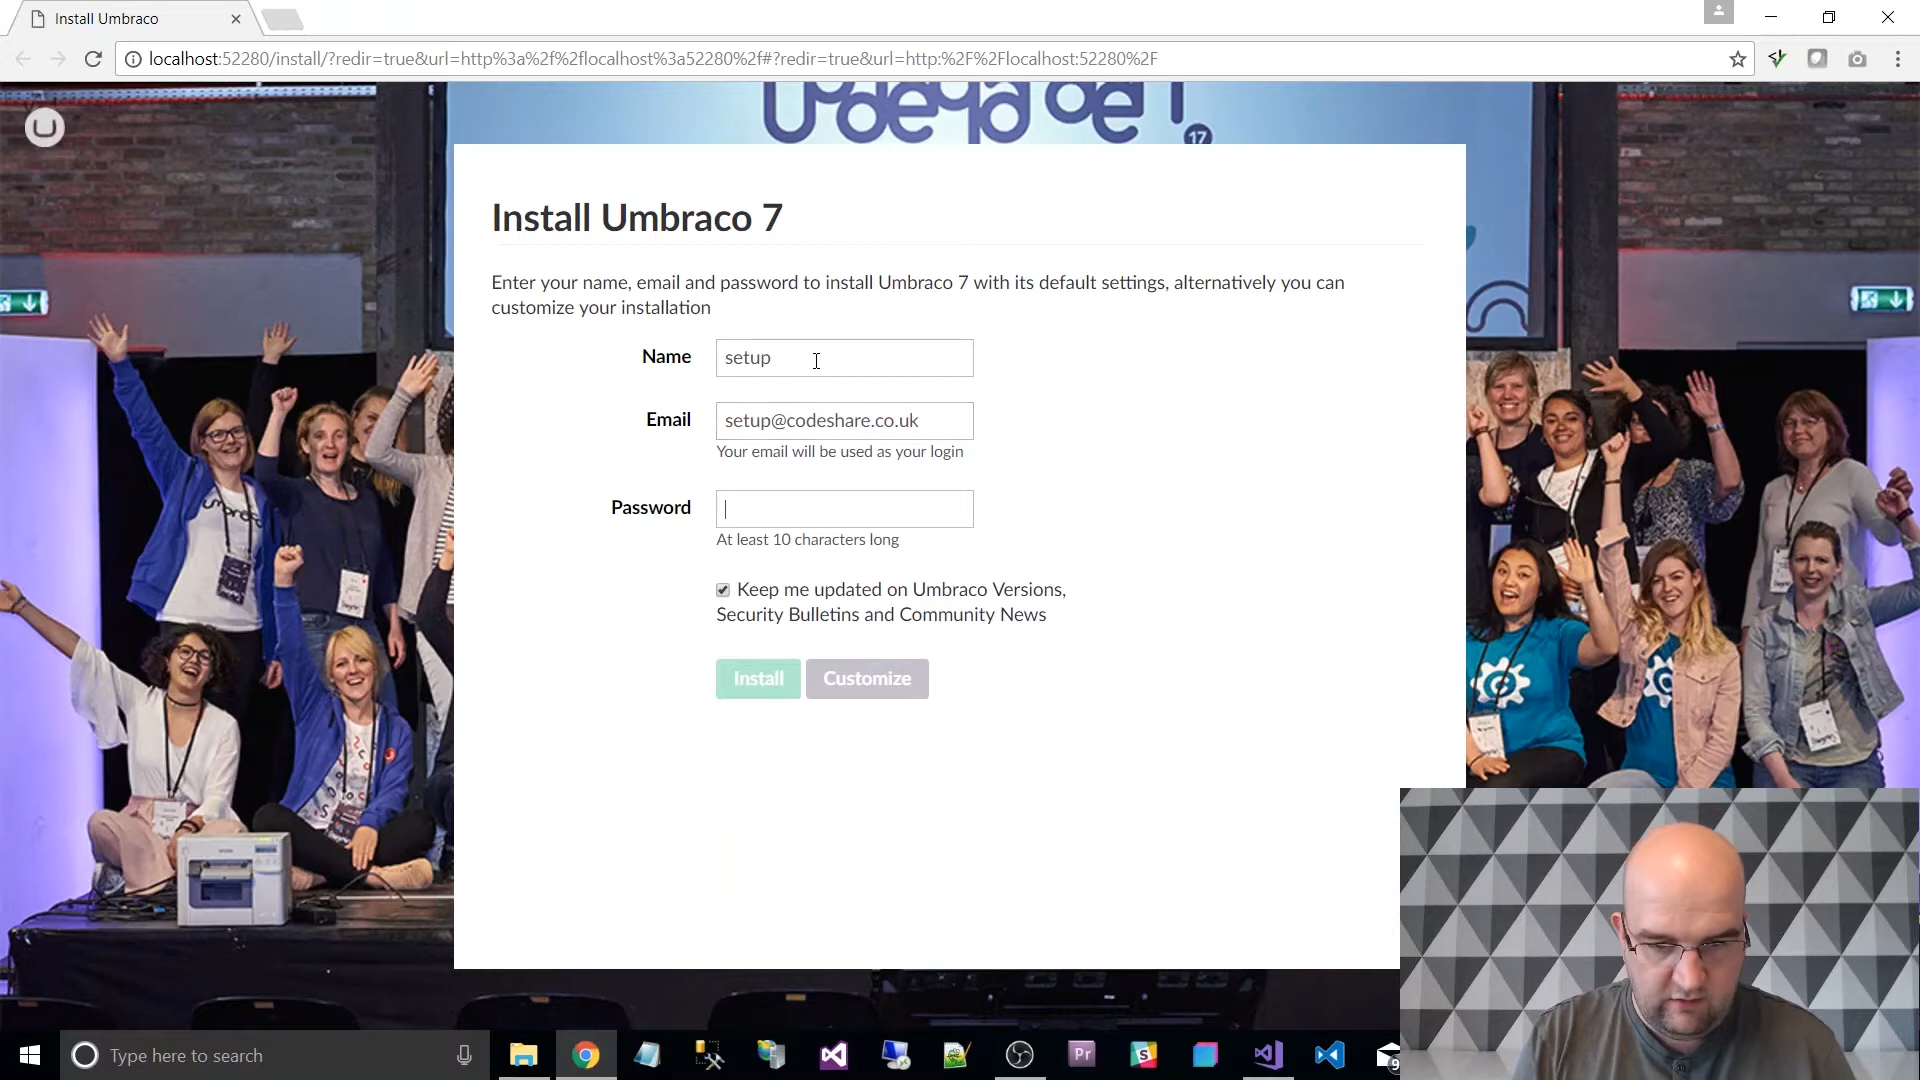 Install Umbraco
localhost:52280/install/?redir=true&url=http%3a%2f%2flocalhost%3a52280%2f#?redir=true&url=http:%2F%2Flocalhost:52280%2F
17
Install Umbraco 7
Enter your name, email and password to install Umbraco 7 with its default settings, alternatively you can
customize your installation
Name
setup
Email
setup@codeshare.co.uk
Your email will be used as your login
Password
At least 10 characters long
Keep me updated on Umbraco Versions,
Security Bulletins and Community News
Install
Customize
Type here to search
Pr
S
9